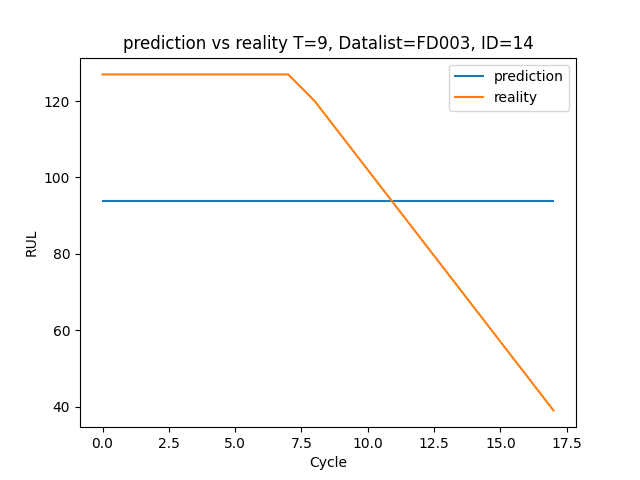 prediction vs reality T=9, Datalist=FD003, ID=14
prediction
reality
120
100
80
60
40
RUL
0.0 2.5 5.0 7.5 10.0 12.5 15.0 17.5
Cycle